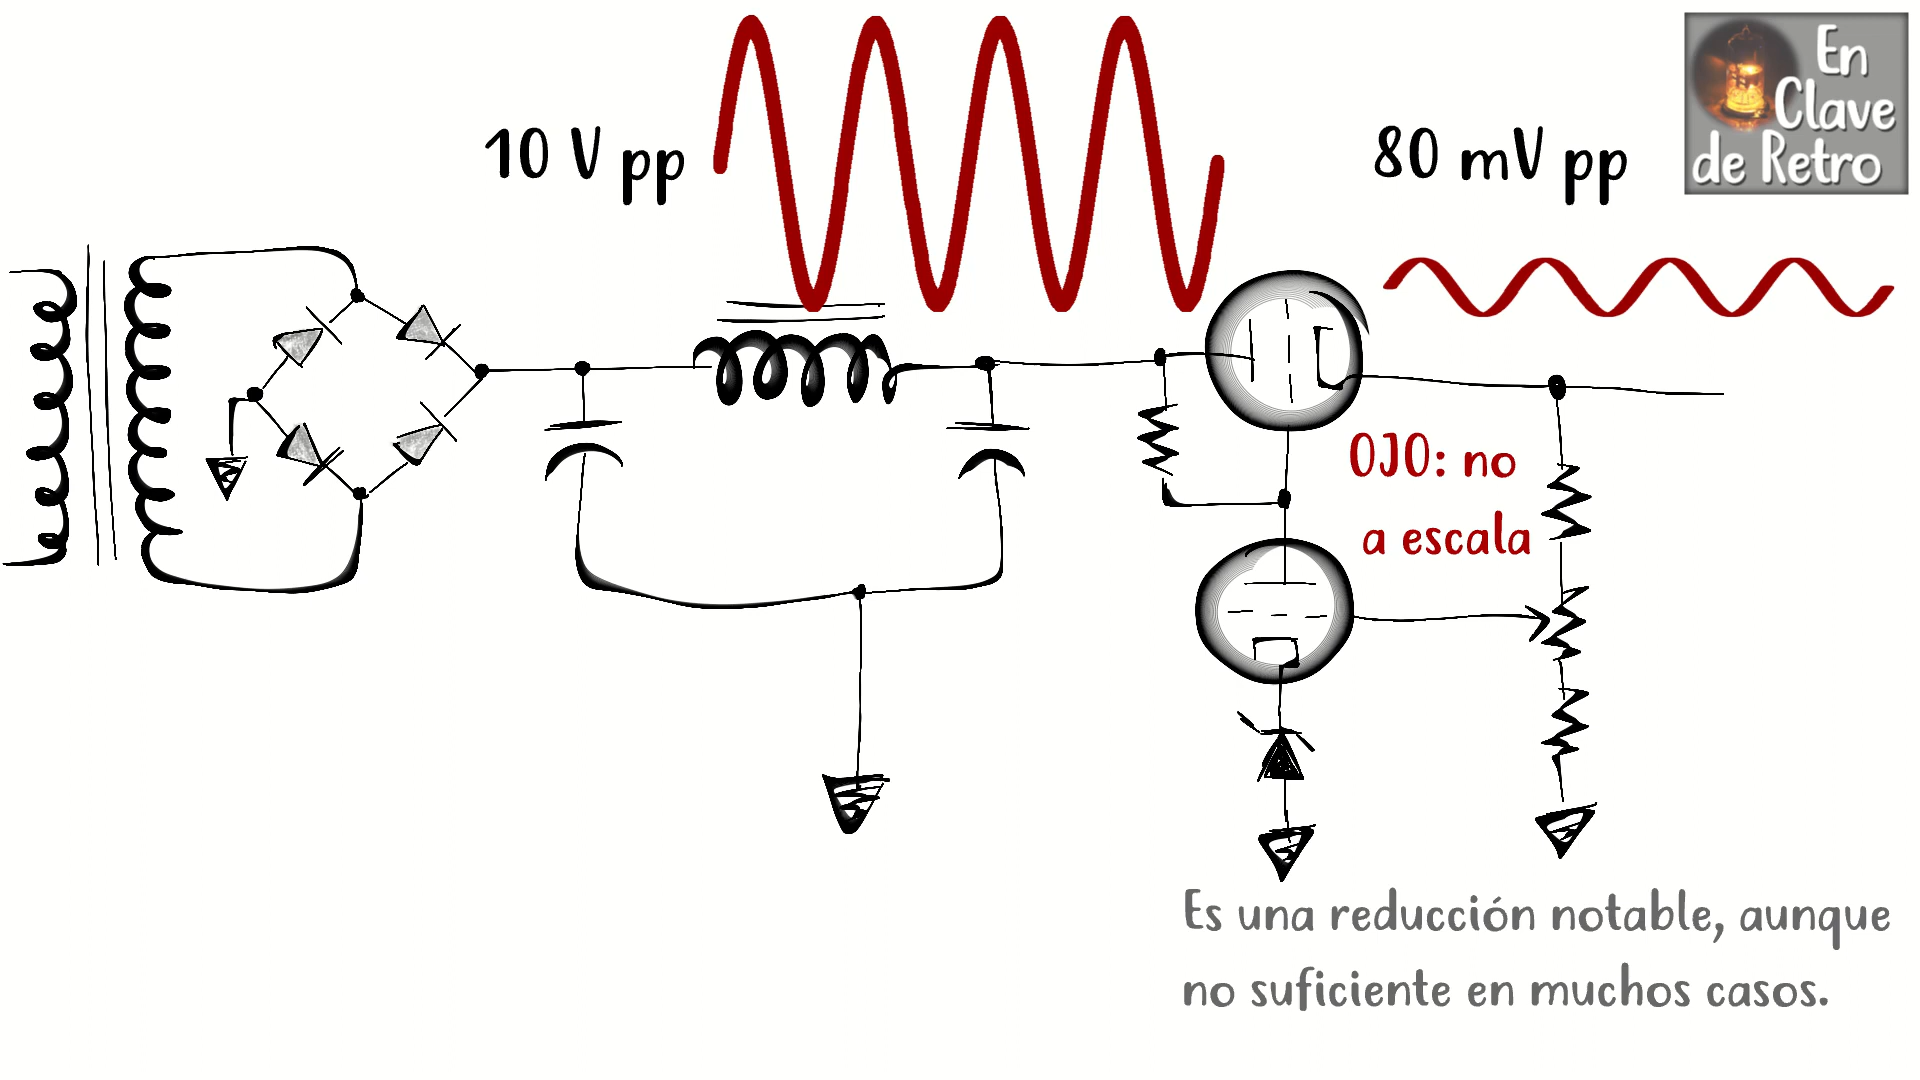 10 V pp
80 mV pp
En
Clave
de Retro
OJO: no
a escala
Es una reducción notable, aunque
no suficiente en muchos casos.